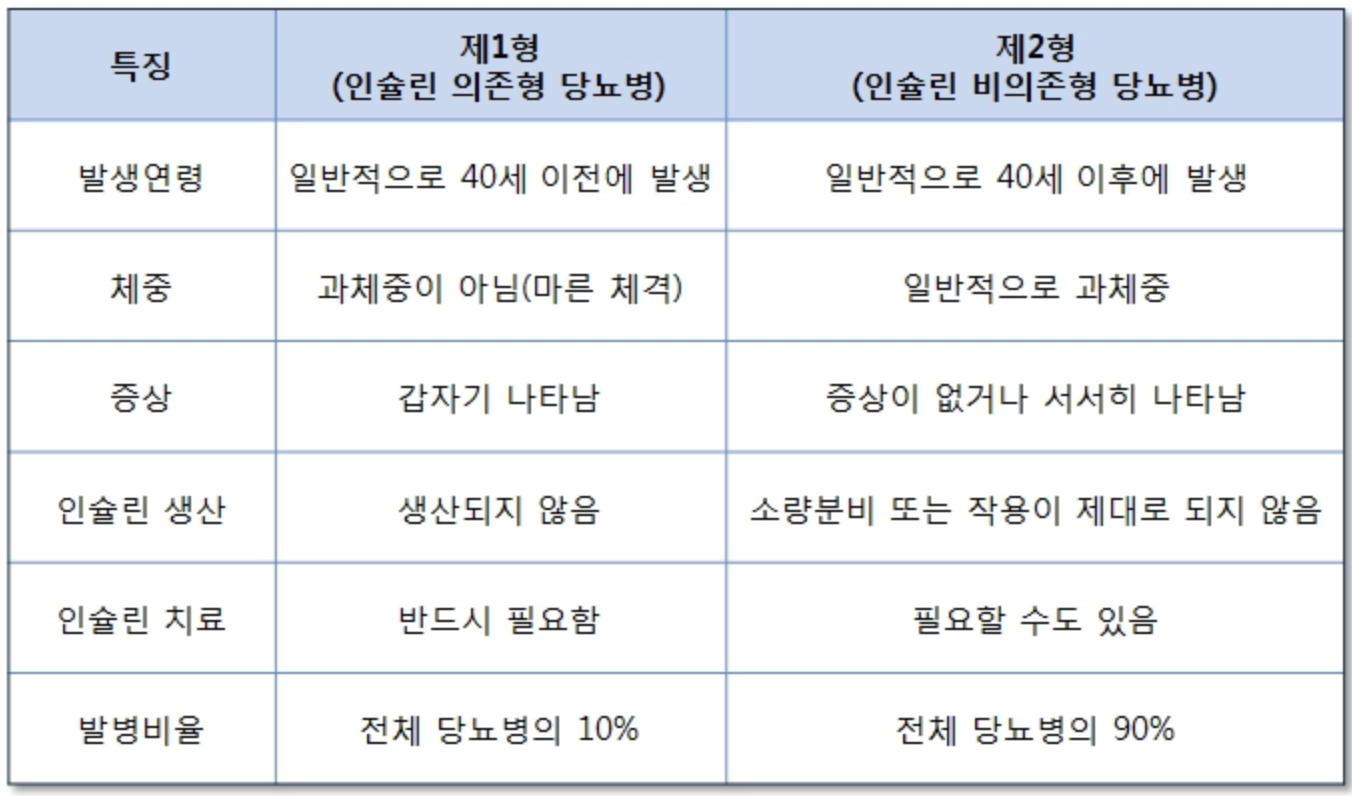 특징
제1형
(인슐린 의존형 당뇨병)
제2형
(인슐린 비의존형 당뇨병)
발생연령
일반적으로 40세 이전에 발생
일반적으로 40세 이후에 발생
체중
과체중이 아님(마른 체격)
일반적으로 과체중
증상
갑자기 나타남
증상이 없거나 서서히 나타남
인슐린 생산
생산되지 않음
소량분비 또는 작용이 제대로 되지 않음
인슐린 치료
반드시 필요함
필요할 수도 있음
발병비율
전체 당뇨병의 10%
전체 당뇨병의 90%